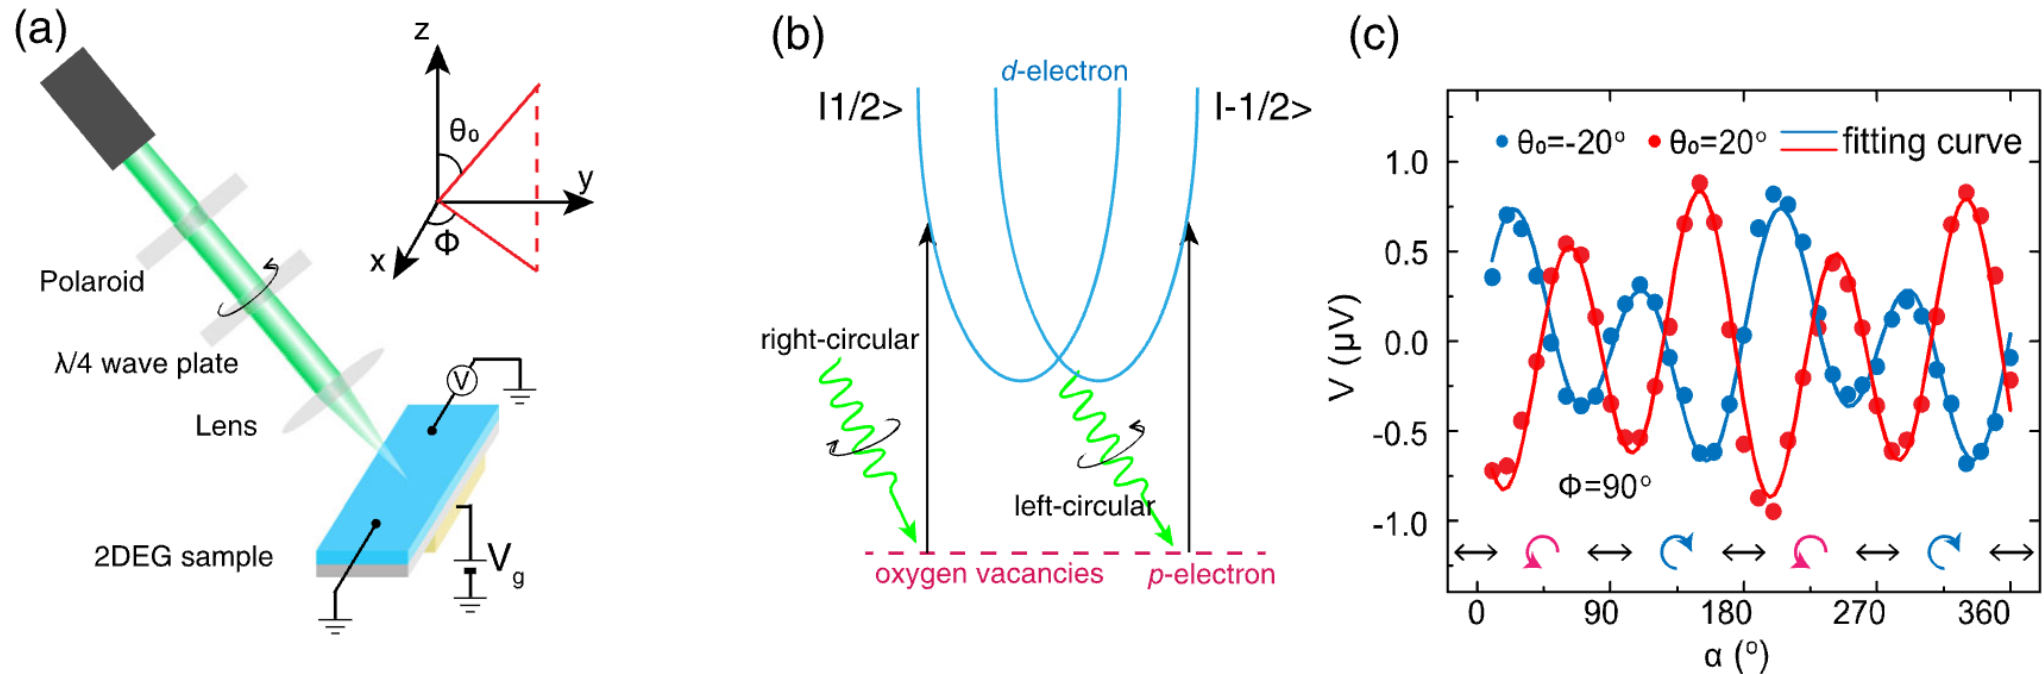 (a)
z
θ₀
y
x
Φ
Polaroid
λ/4 wave plate
Lens
V
2DEG sample
Vg
(b)
d-electron
I1/2>
I-1/2>
right-circular
left-circular
oxygen vacancies
p-electron
(c)
θ₀=-20° θ₀=20° fitting curve
1.0
0.5
0.0
-0.5
-1.0
V (μV)
Φ=90°
0 90 180 270 360
α (°)